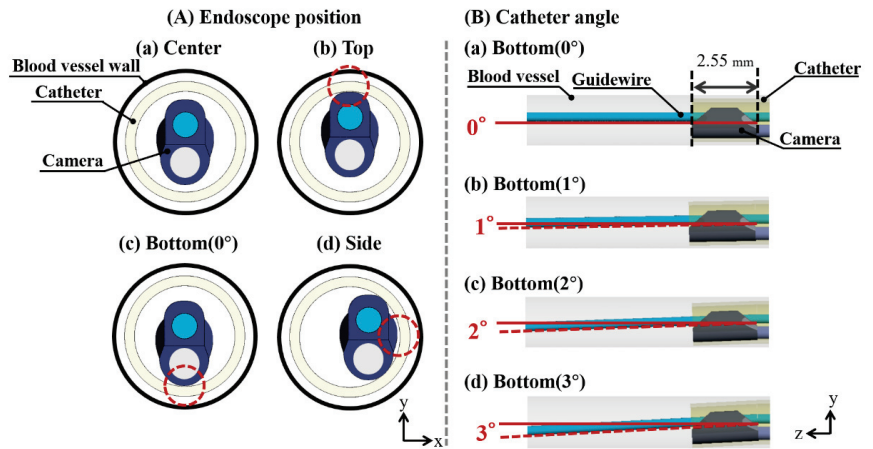 (A) Endoscope position
(a) Center
(b) Top
Blood vessel wall
Catheter
Camera
(c) Bottom(0°)
(d) Side
y
x
(B) Catheter angle
(a) Bottom(0°)
2.55 mm
Blood vessel
Guidewire
Catheter
0°
Camera
(b) Bottom(1°)
1°
(c) Bottom(2°)
2°
(d) Bottom(3°)
3°
y
z